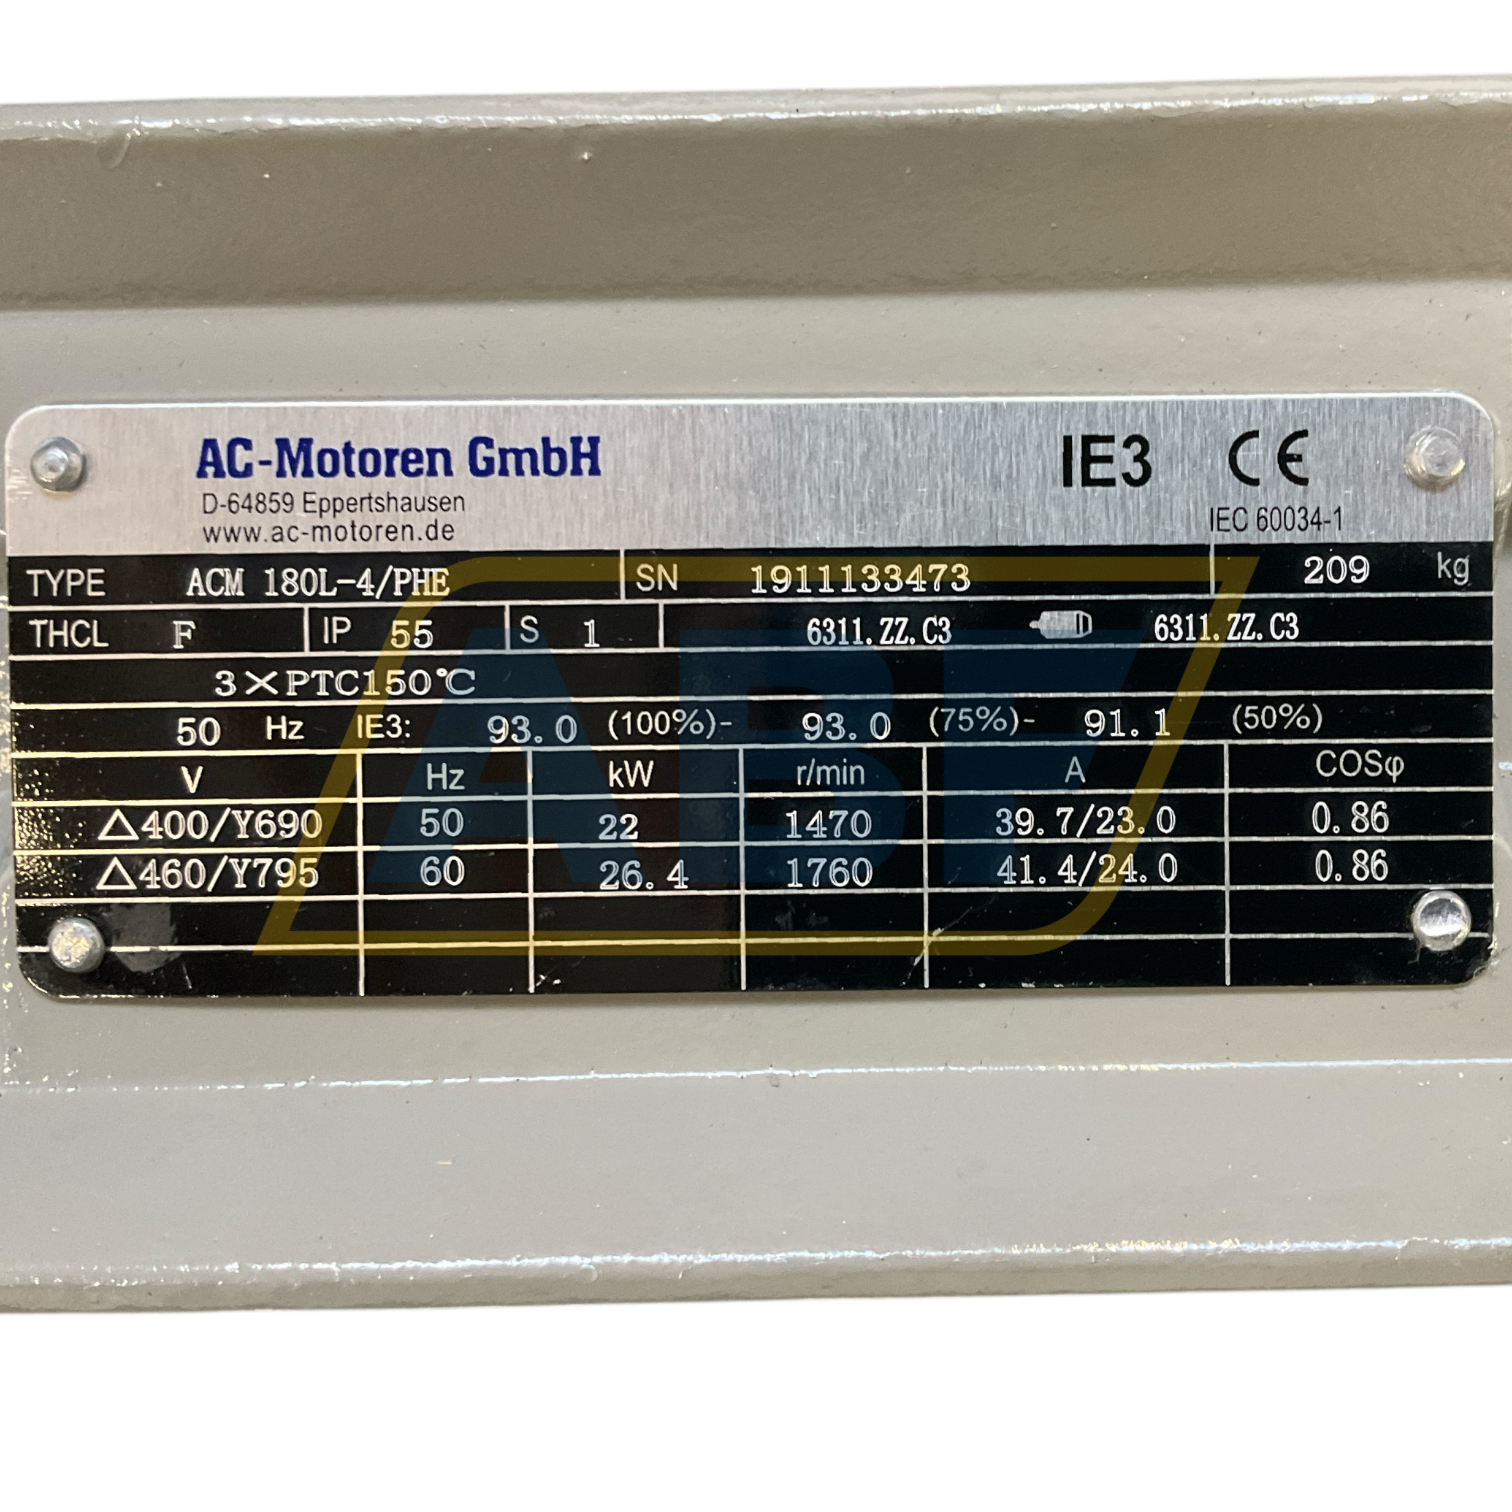 AC-Motoren GmbH
D-64859 Eppertshausen
www.ac-motoren.de
IE3 CE
IEC 60034-1
TYPE ACM 180L-4/PHE SN 1911133473 209 kg
THCL F IP 55 S 1 6311.ZZ.C3 6311.ZZ.C3
3×PTC150℃
50 Hz IE3: 93.0 (100%)- 93.0 (75%)- 91.1 (50%)
V Hz kW r/min A COSφ
△400/Y690 50 22 1470 39.7/23.0 0.86
△460/Y795 60 26.4 1760 41.4/24.0 0.86
ABF